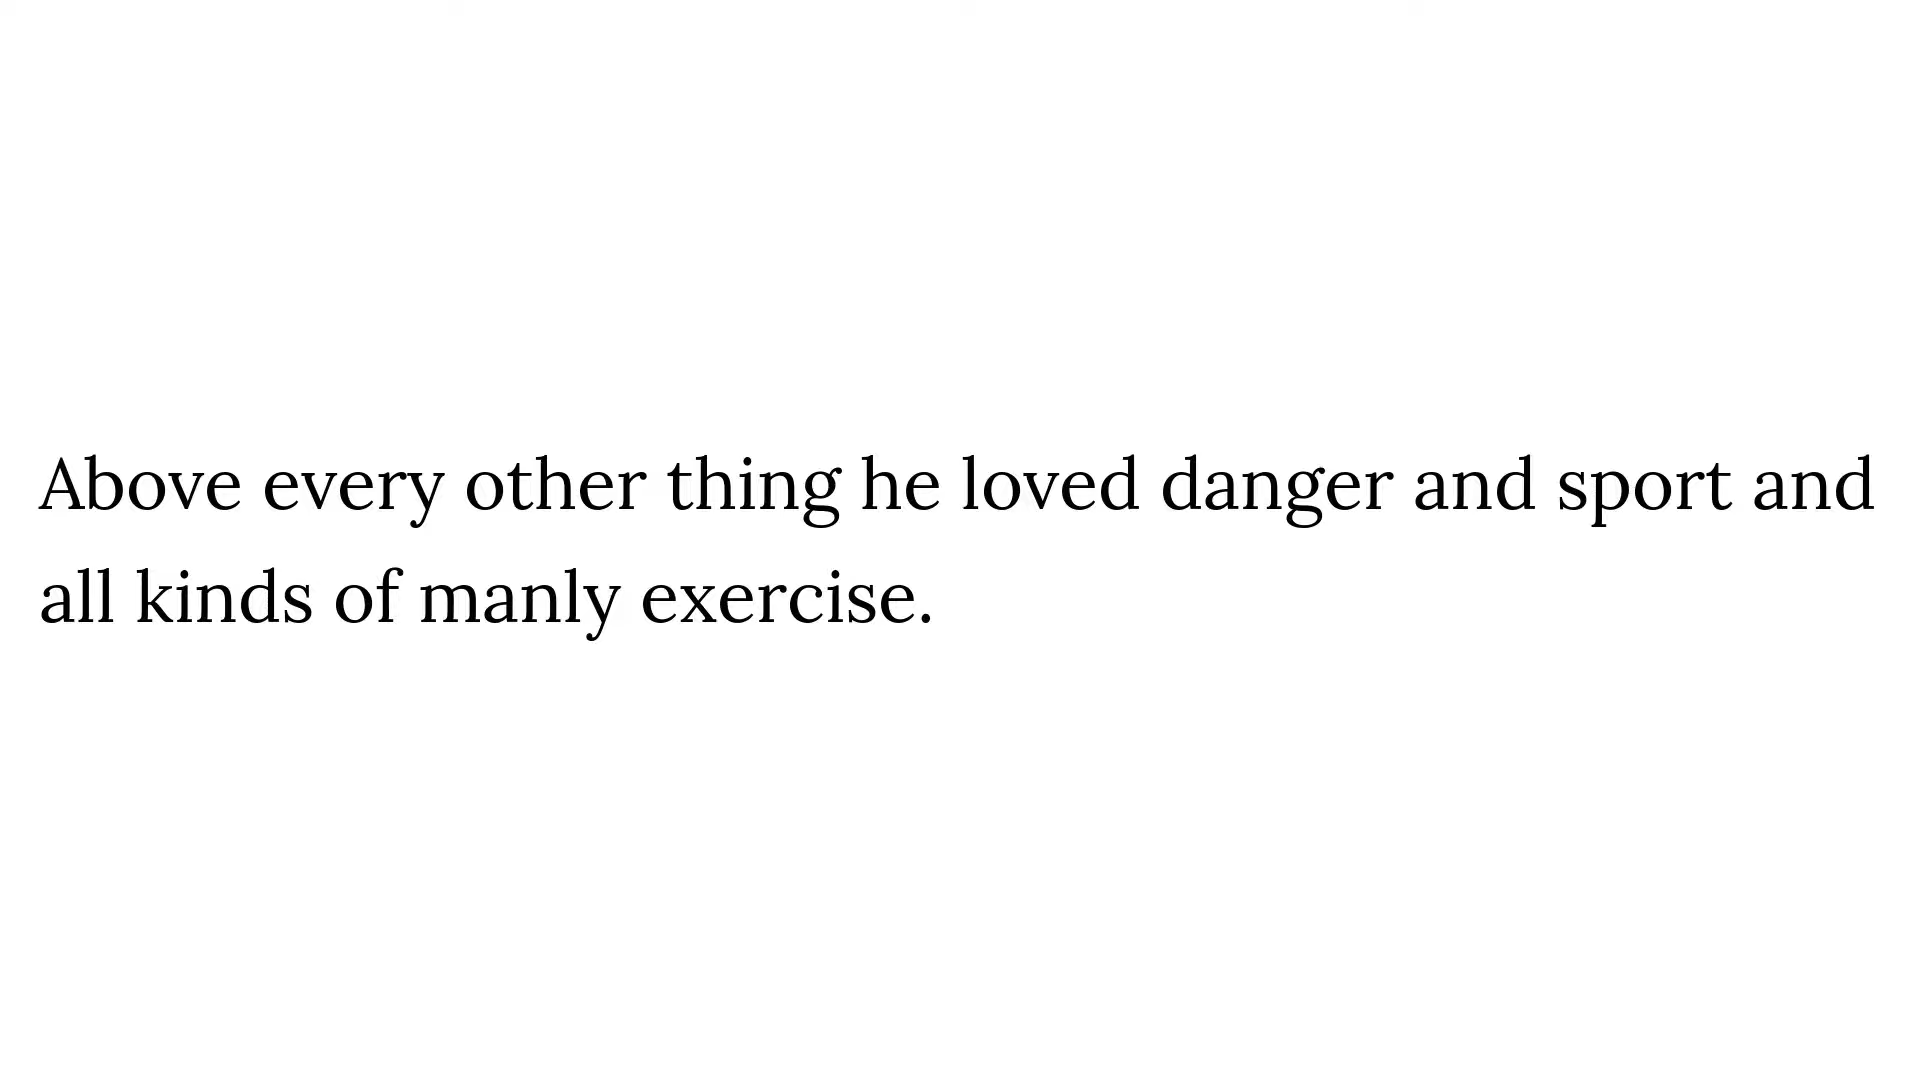 Above every other thing he loved danger and sport and
all kinds of manly exercise.